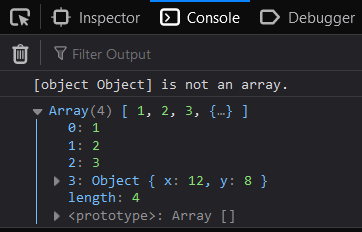 Inspector Console Debugger
Filter Output
[object Object] is not an array.
Array(4) [ 1, 2, 3, {…} ]
0: 1
1: 2
2: 3
3: Object { x: 12, y: 8 }
length: 4
<prototype>: Array []